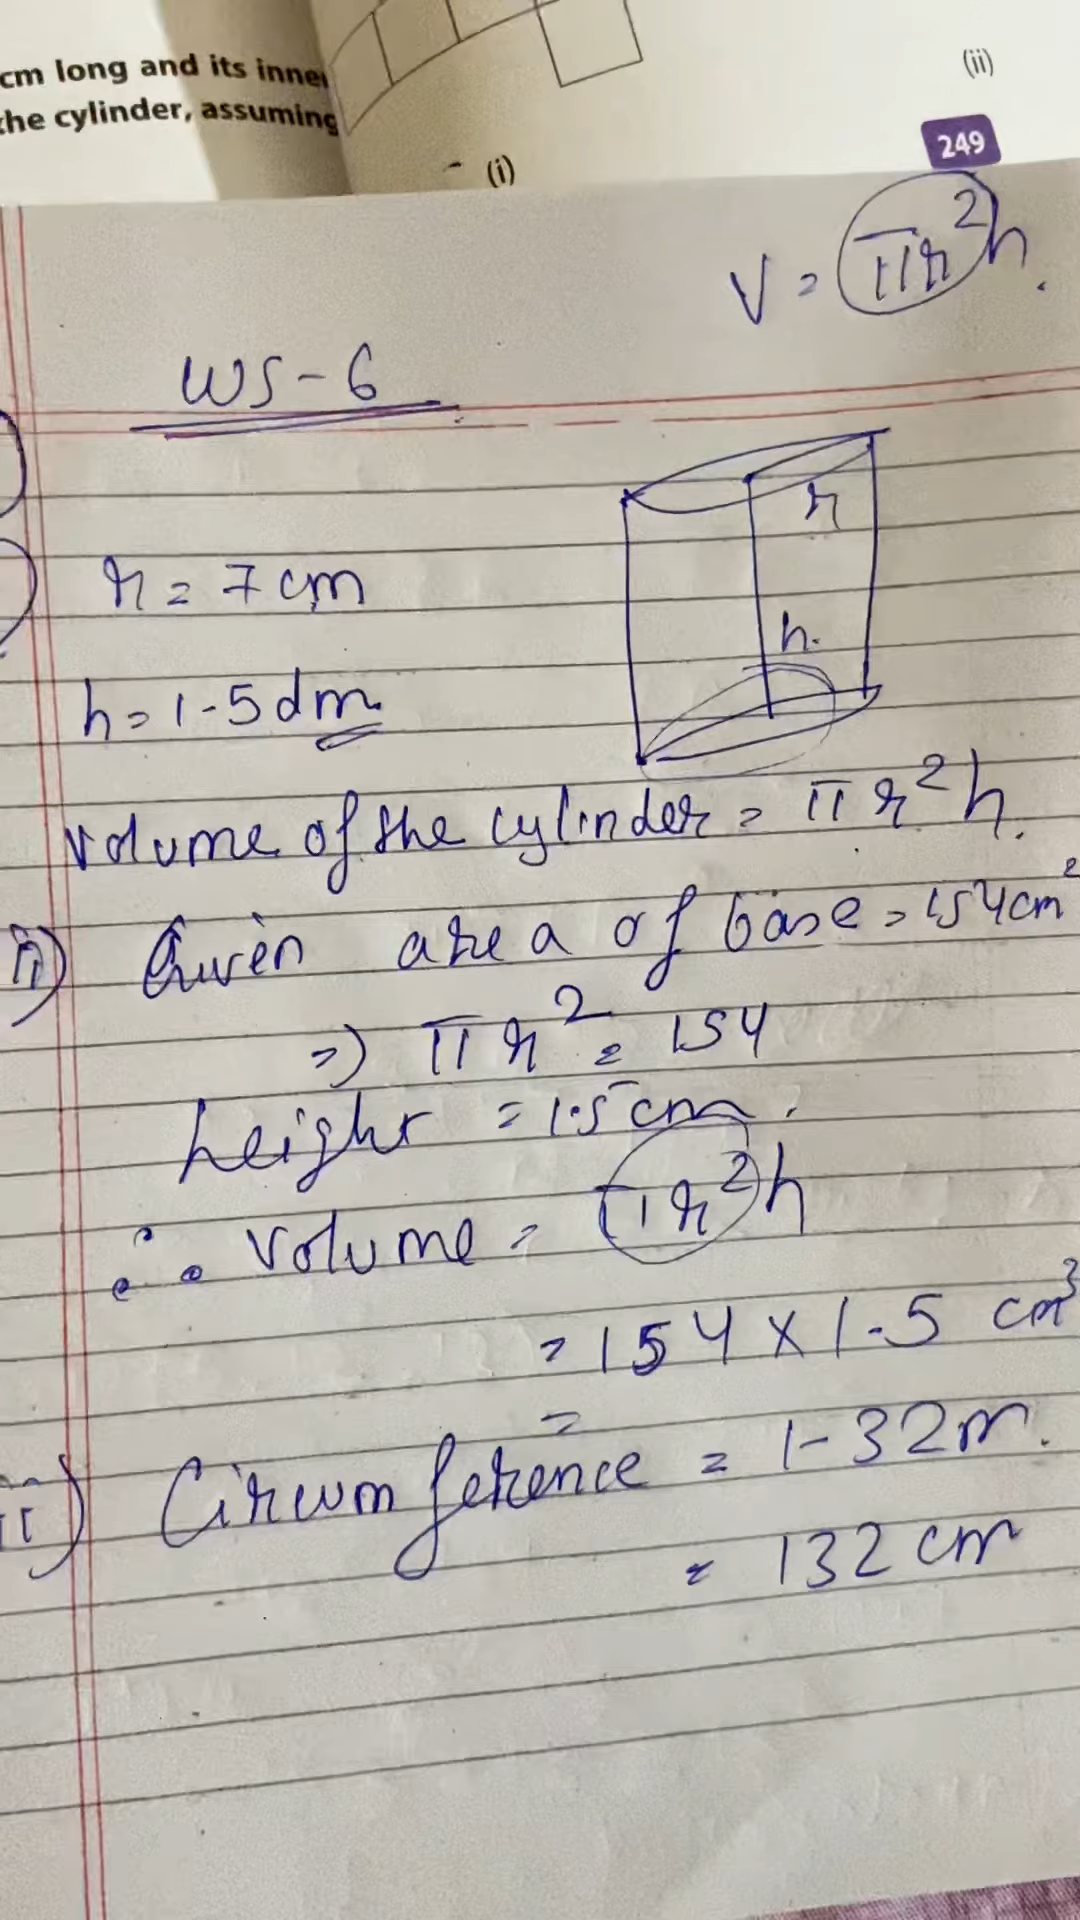 cm long and its inner
the cylinder, assuming
(i)
(ii)
249
V = πr²h.
WS-6
r = 7 cm
h = 1.5 dm
r
h.
Volume of the cylinder = πr²h.
ii) Given area of base = 154 cm²
=) πr² = 154
height = 1.5 cm.
∴ Volume = πr²h
= 154 × 1.5 cm³
=
Circumference = 1.32 m.
= 132 cm